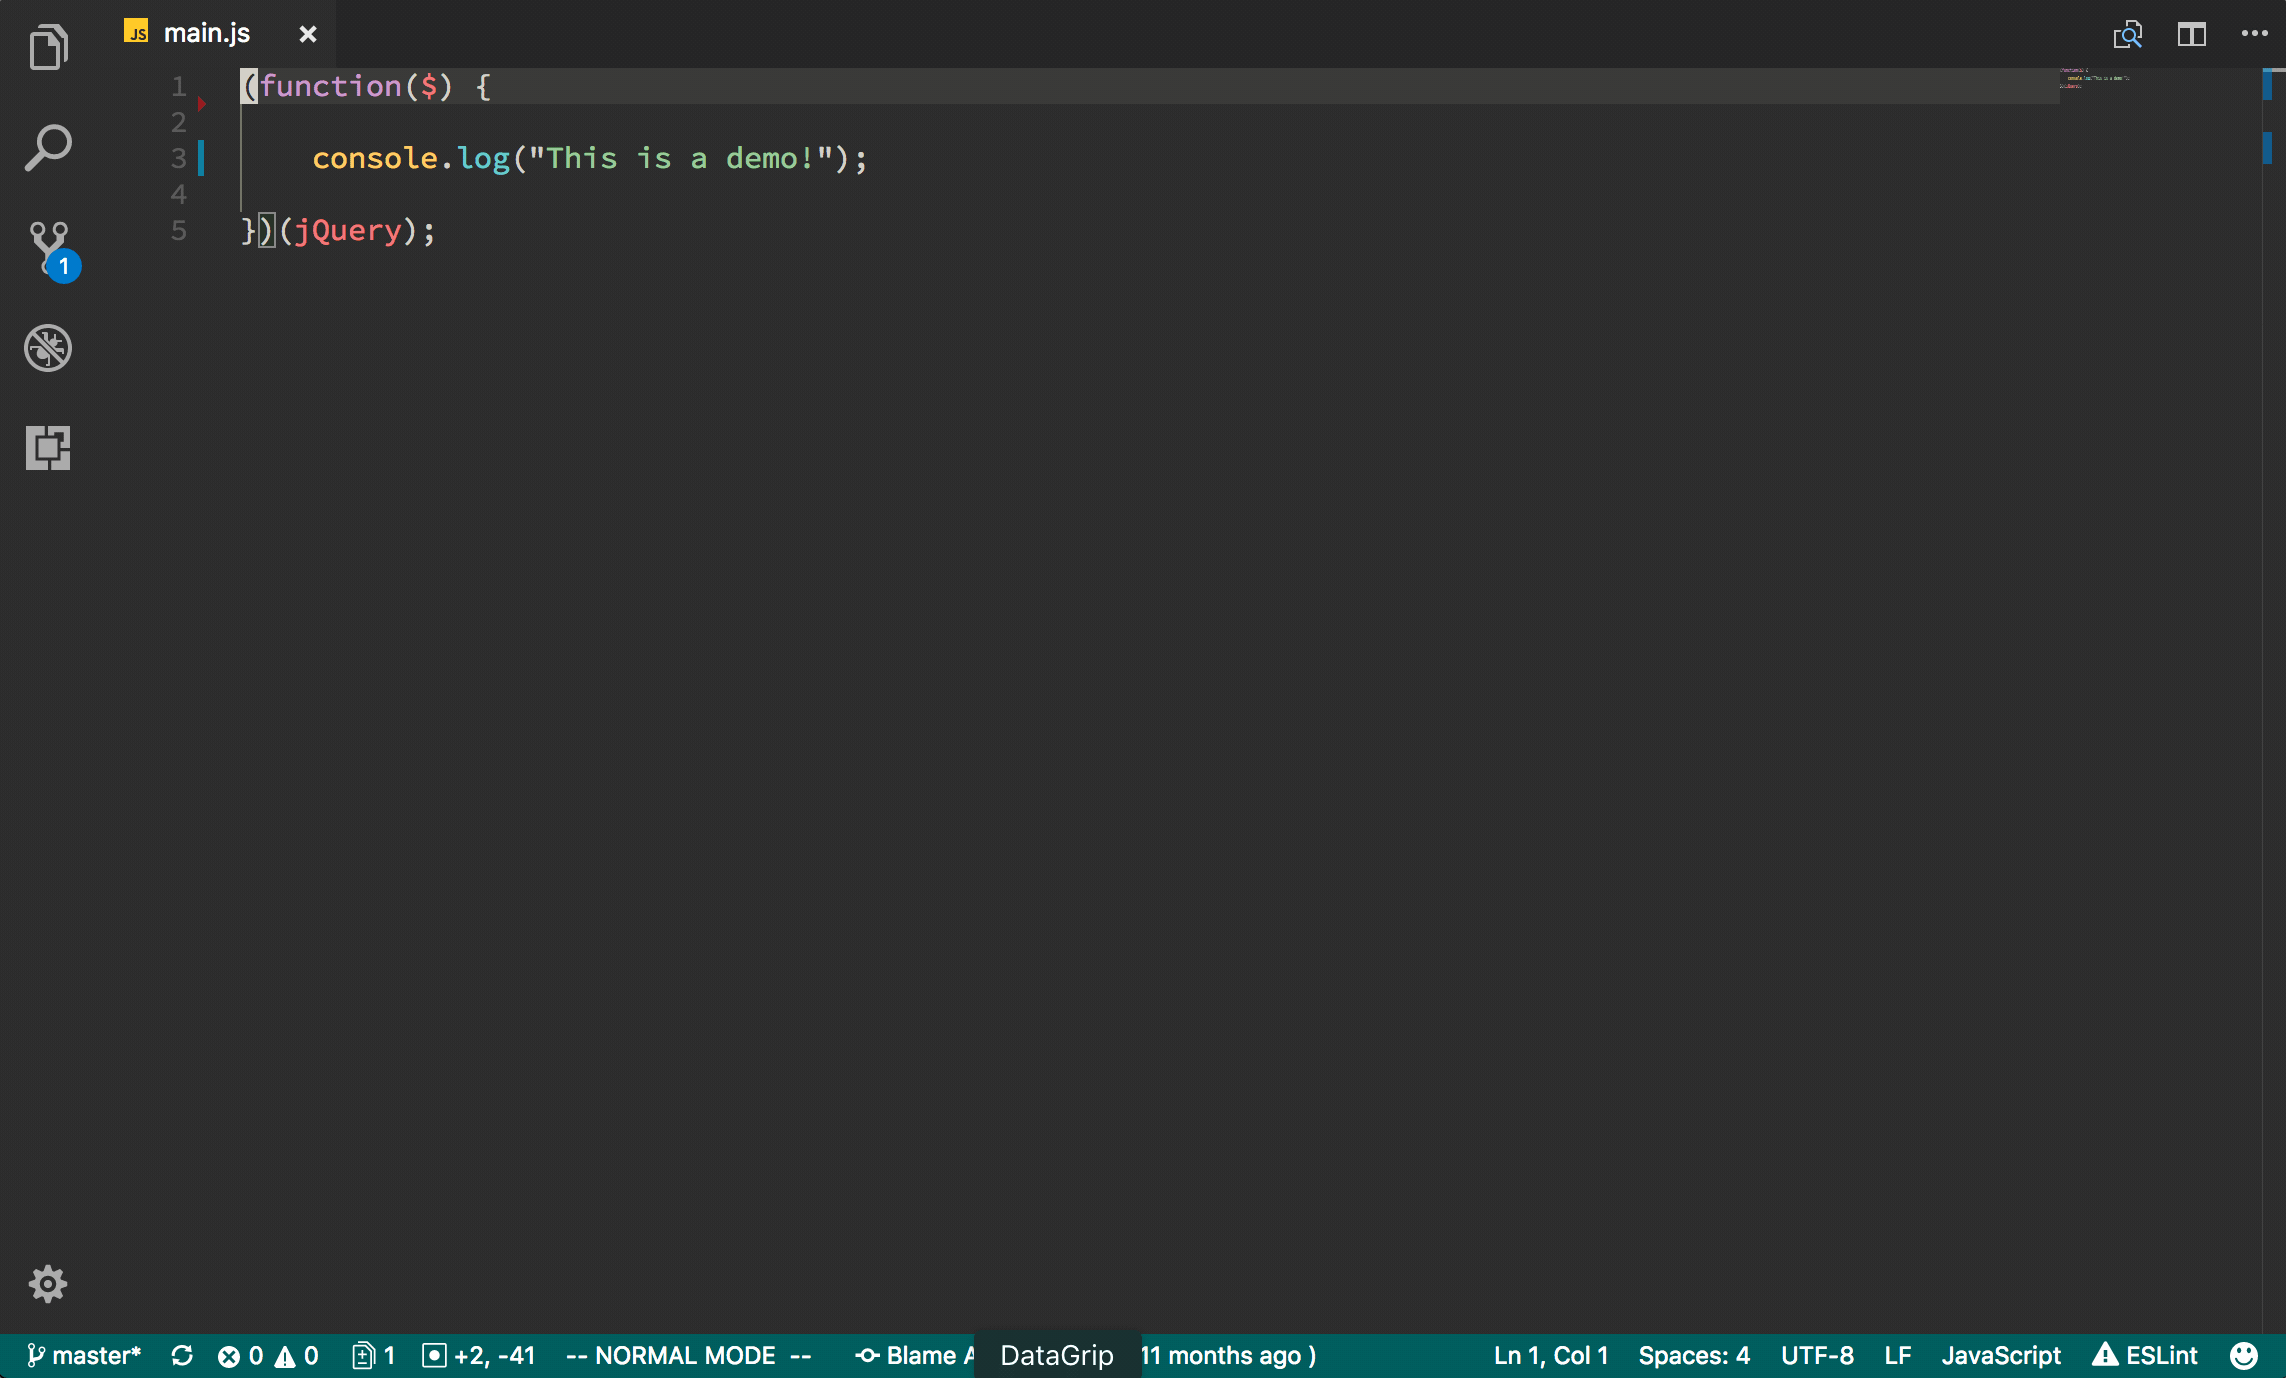 JS main.js
1 (function($) {
2
3 console.log("This is a demo!");
4
5 })(jQuery);
1
master* 0 0 1 +2, -41 -- NORMAL MODE -- Blame A DataGrip 11 months ago ) Ln 1, Col 1 Spaces: 4 UTF-8 LF JavaScript ESLint